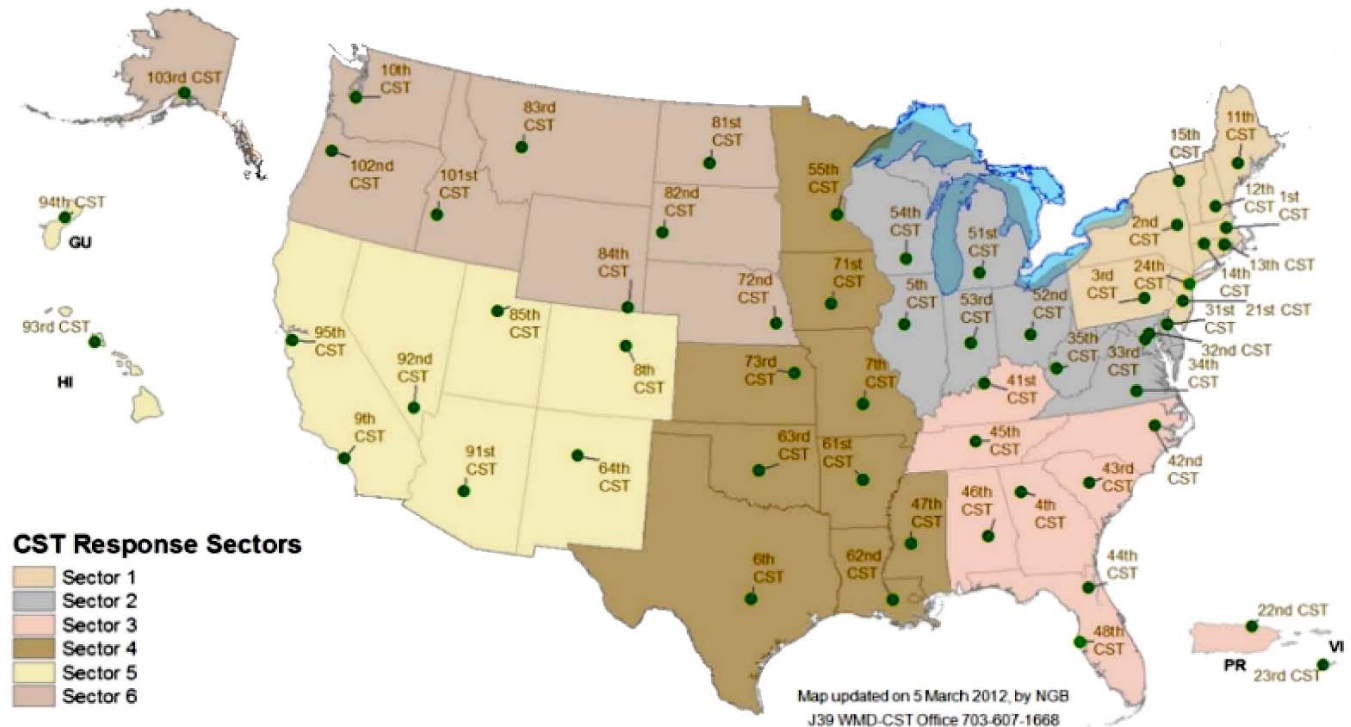 103rd CST
10th
CST
83rd
CST
81st
CST
15th
CST
11th
CST
102nd
CST
101st
CST
82nd
CST
55th
CST
54th
CST
51st
CST
2nd
CST
12th
CST
1st
CST
94th CST
GU
84th
CST
72nd
CST
71st
CST
5th
CST
53rd
CST
52nd
CST
3rd
CST
24th
CST
14th
CST
13th CST
93rd CST
HI
95th
CST
92nd
CST
85th
CST
8th
CST
73rd
CST
7th
CST
41st
CST
35th
CST
33rd
CST
31st
CST
21st CST
32nd CST
34th
CST
9th
CST
91st
CST
64th
CST
63rd
CST
61st
CST
45th
CST
43rd
CST
42nd
CST
47th
CST
46th
CST
4th
CST
6th
CST
62nd
CST
44th
CST
48th
CST
22nd CST
PR
VI
23rd CST
CST Response Sectors
Sector 1
Sector 2
Sector 3
Sector 4
Sector 5
Sector 6
Map updated on 5 March 2012, by NGB
J39 WMD-CST Office 703-607-1668